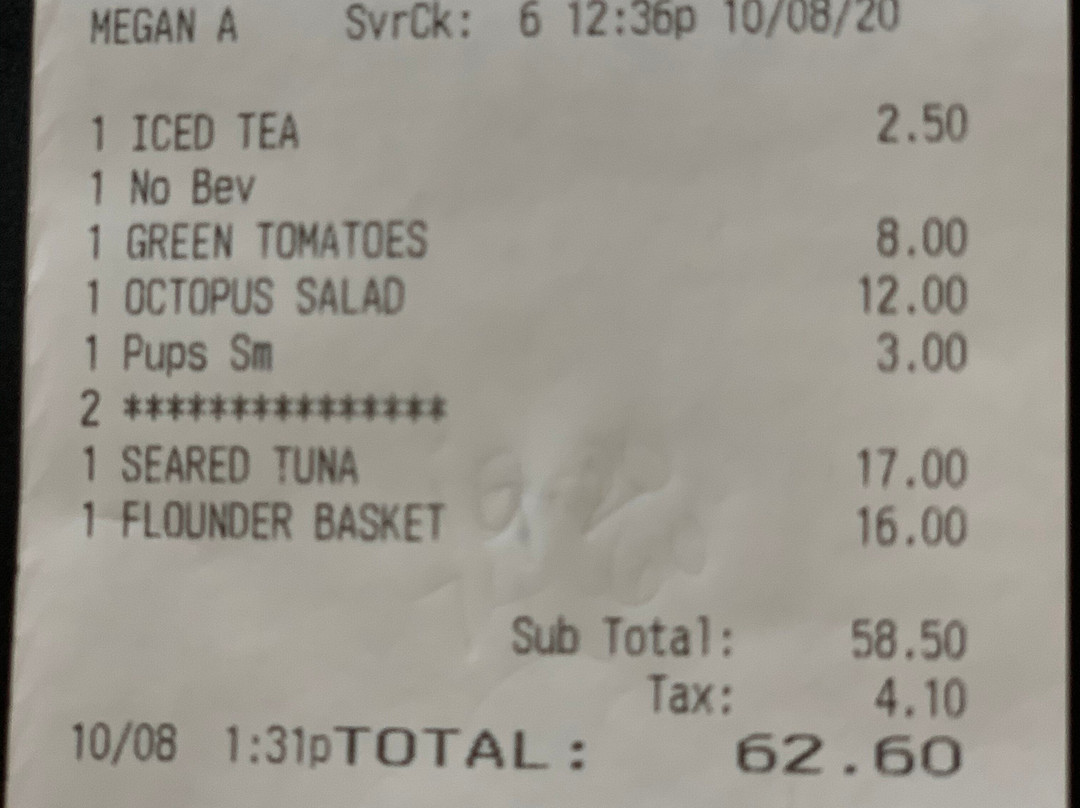 MEGAN A SvrCk: 6 12:36p 10/08/20
1 ICED TEA 2.50
1 No Bev
1 GREEN TOMATOES 8.00
1 OCTOPUS SALAD 12.00
1 Pups Sm 3.00
2 ***************
1 SEARED TUNA 17.00
1 FLOUNDER BASKET 16.00
Sub Total: 58.50
Tax: 4.10
10/08 1:31pTOTAL: 62.60